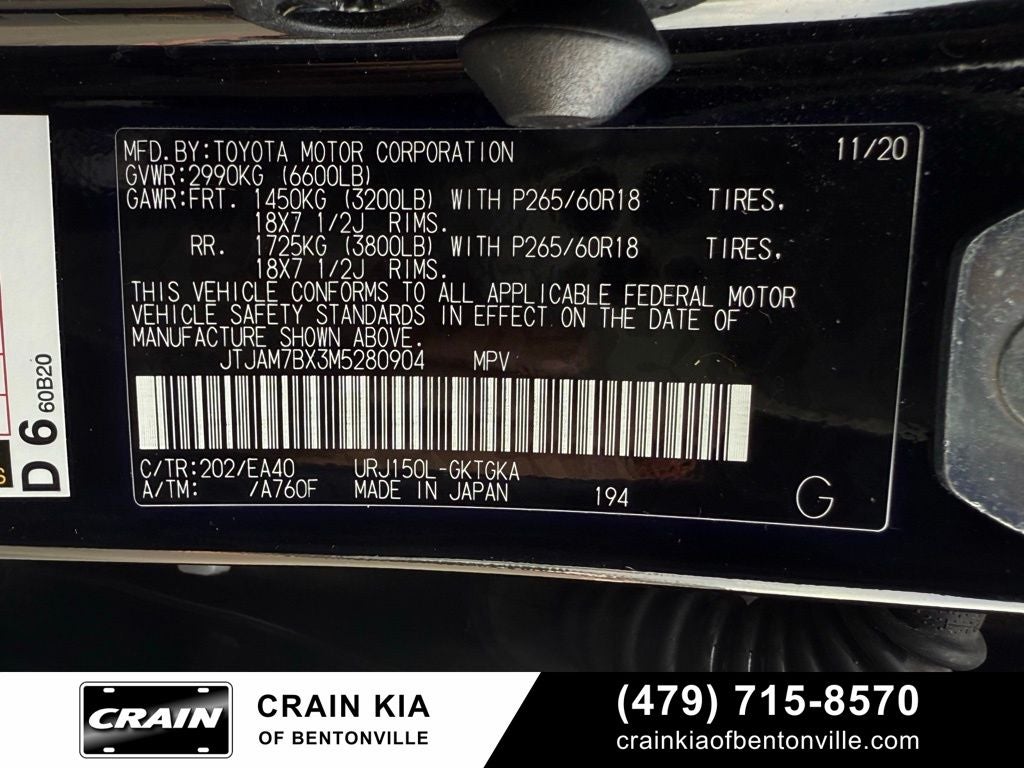 MFD.BY:TOYOTA MOTOR CORPORATION 11/20
GVWR:2990KG (6600LB)
GAWR:FRT. 1450KG (3200LB) WITH P265/60R18 TIRES.
18X7 1/2J RIMS.
RR. 1725KG (3800LB) WITH P265/60R18 TIRES.
18X7 1/2J RIMS.
THIS VEHICLE CONFORMS TO ALL APPLICABLE FEDERAL MOTOR
VEHICLE SAFETY STANDARDS IN EFFECT ON THE DATE OF
MANUFACTURE SHOWN ABOVE.
JTJAM7BX3M5280904 MPV
C/TR:202/EA40 URJ150L-GKTGKA
A/TM: /A760F MADE IN JAPAN 194 G
D 6 60B20
CRAIN
CRAIN KIA
OF BENTONVILLE
(479) 715-8570
crainkiaofbentonville.com